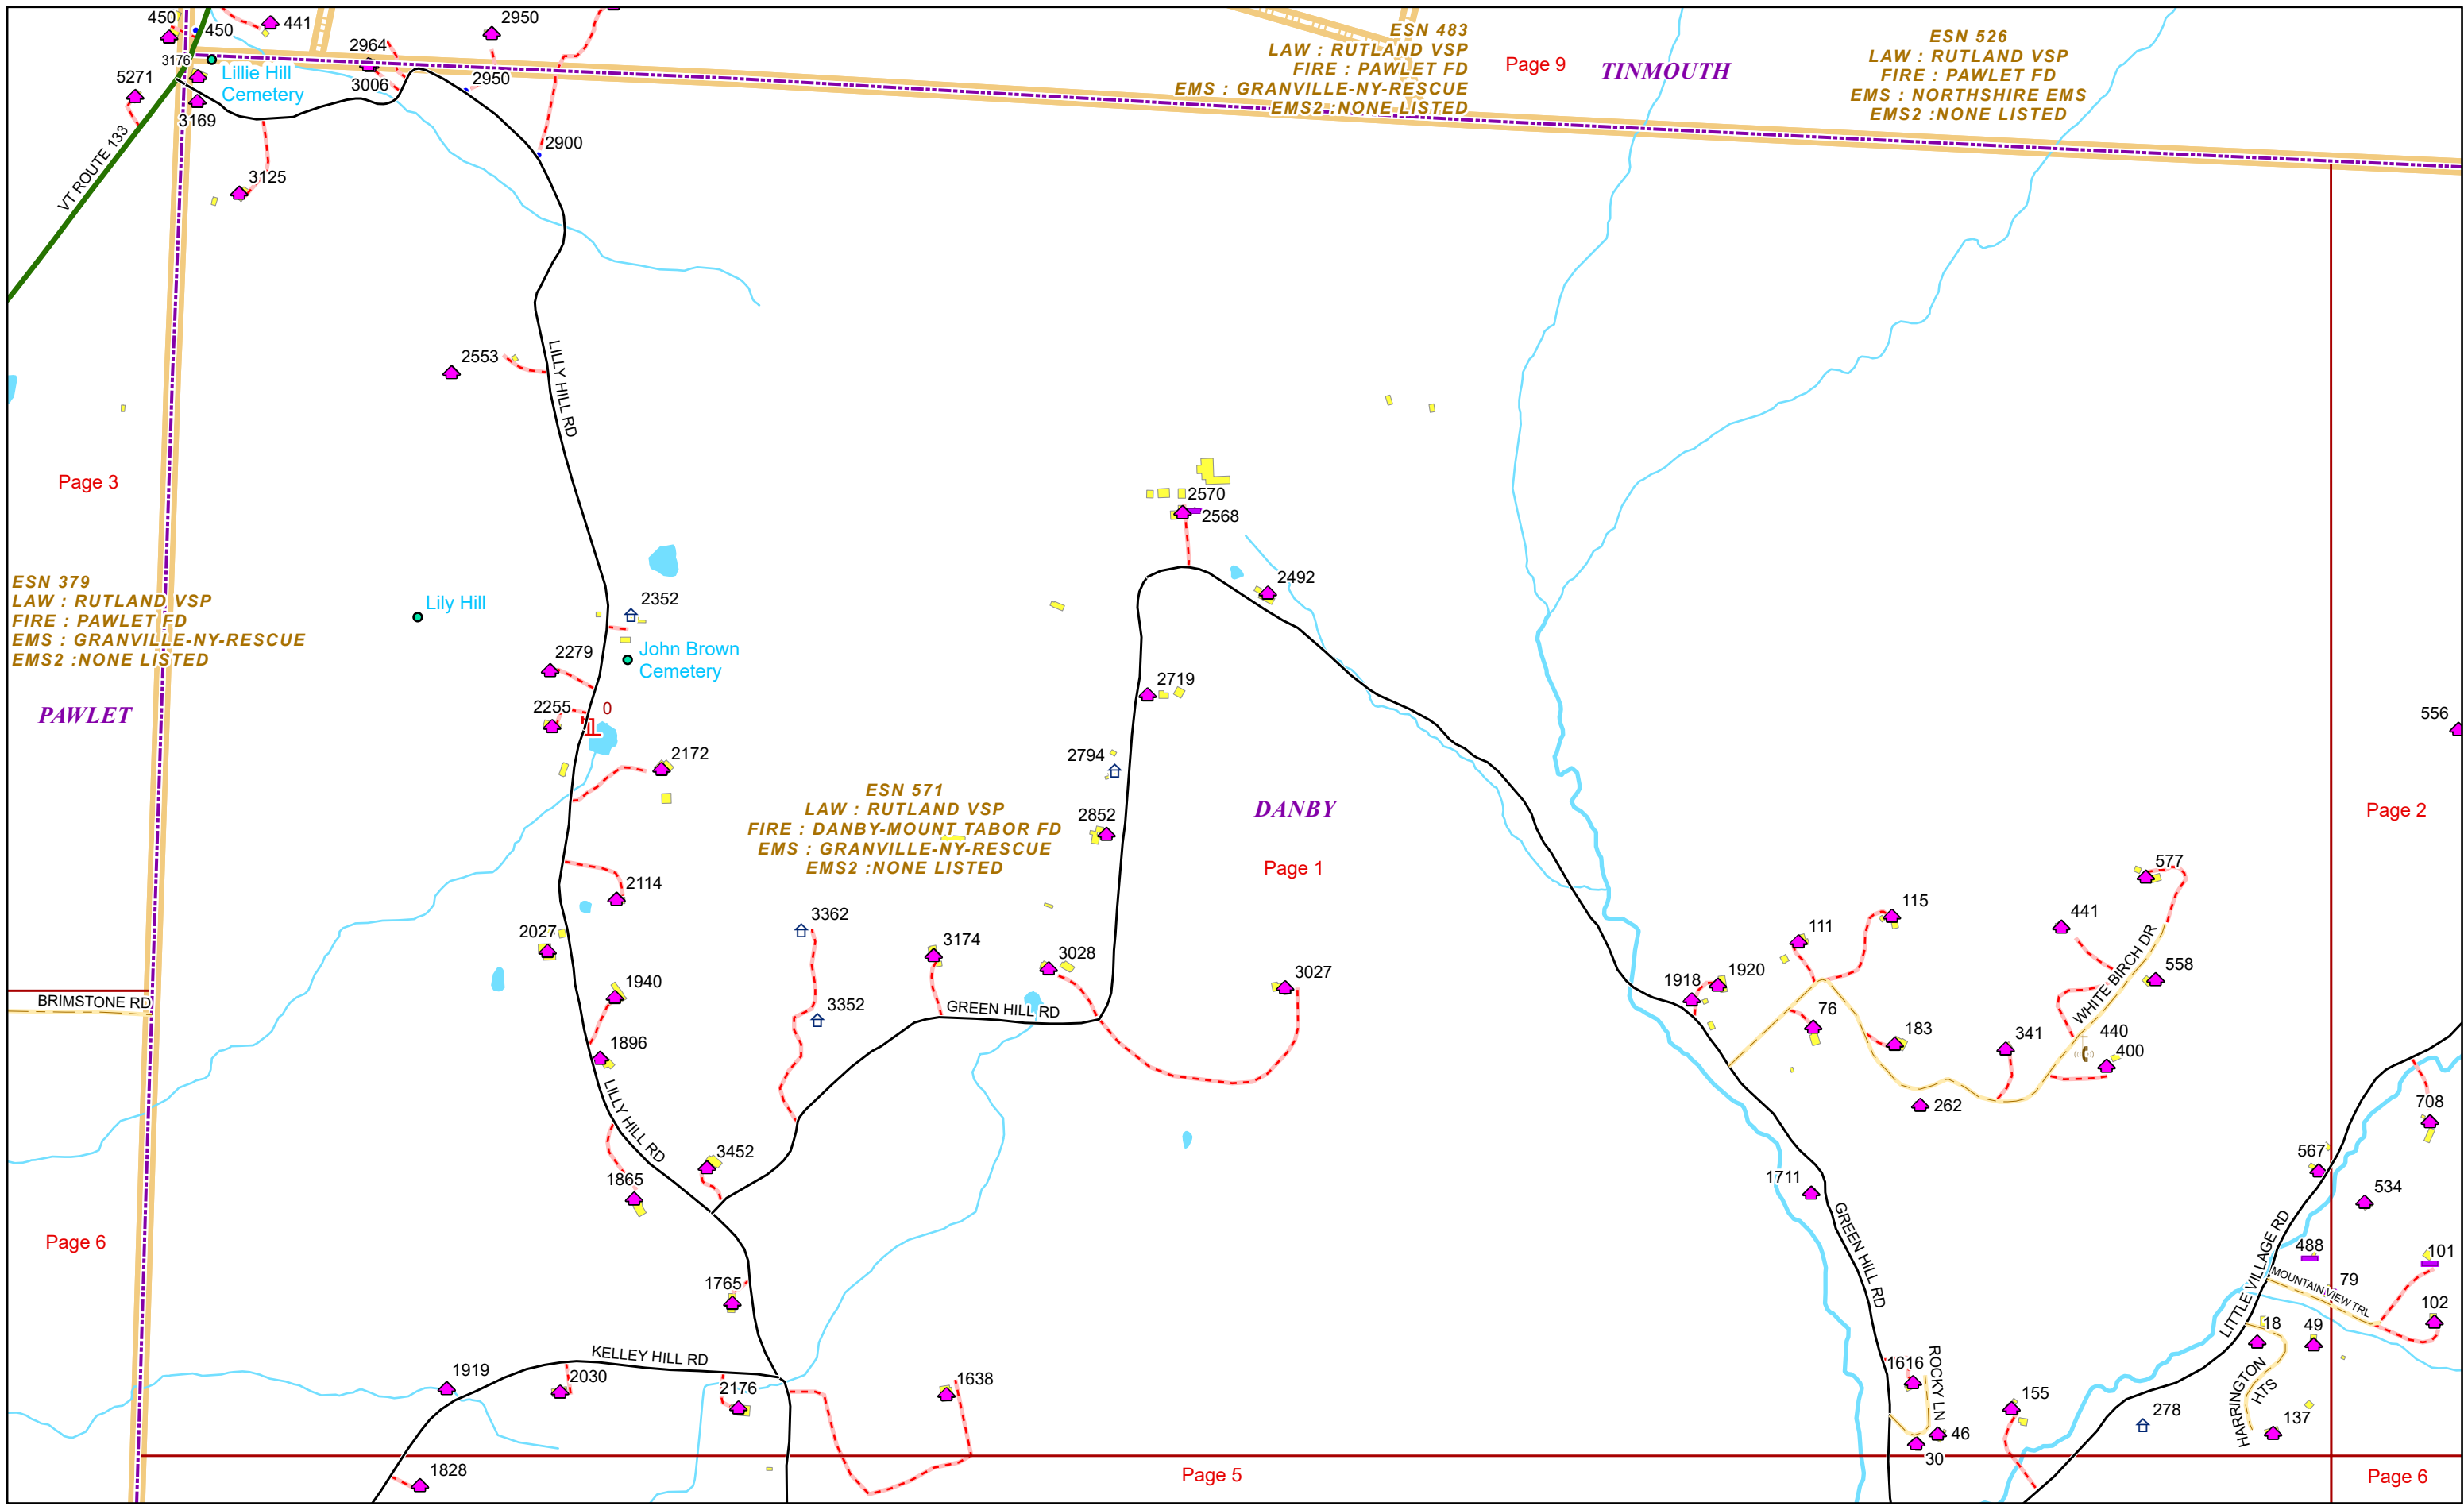 450
450
441
2950
2964
3176
Lillie Hill
Cemetery
5271
3006
2950
3169
VT ROUTE 133
2900
3125
ESN 483
LAW : RUTLAND VSP
FIRE : PAWLET FD
EMS : GRANVILLE-NY-RESCUE
EMS2 :NONE LISTED
Page 9
TINMOUTH
ESN 526
LAW : RUTLAND VSP
FIRE : PAWLET FD
EMS : NORTHSHIRE EMS
EMS2 :NONE LISTED
2553
LILLY HILL RD
Page 3
2570
2568
ESN 379
LAW : RUTLAND VSP
FIRE : PAWLET FD
EMS : GRANVILLE-NY-RESCUE
EMS2 :NONE LISTED
Lily Hill
2352
2492
John Brown
Cemetery
2279
2719
PAWLET
2255
0
556
2172
2794
ESN 571
LAW : RUTLAND VSP
FIRE : DANBY-MOUNT TABOR FD
EMS : GRANVILLE-NY-RESCUE
EMS2 :NONE LISTED
DANBY
Page 1
Page 2
2852
577
2114
115
3362
441
111
2027
3174
3028
3027
558
1920
1918
1940
WHITE BIRCH DR
BRIMSTONE RD
3352
GREEN HILL RD
76
183
341
440
400
1896
262
708
LILLY HILL RD
3452
567
1865
1711
534
GREEN HILL RD
Page 6
LITTLE VILLAGE RD
488
101
1765
MOUNTAIN VIEW TRL
79
102
18
49
KELLEY HILL RD
1919
2030
2176
1638
1616
ROCKY LN
155
278
HARRINGTON
HTS
137
46
30
1828
Page 5
Page 6